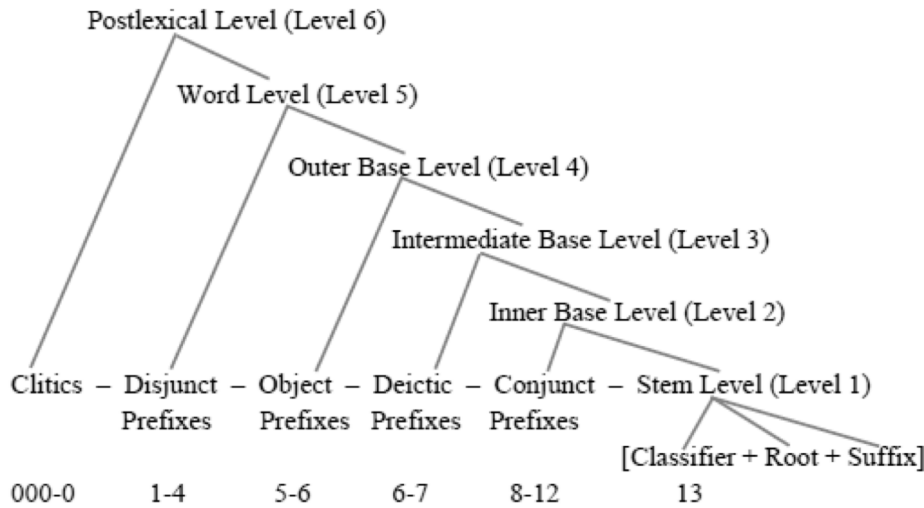 Postlexical Level (Level 6)
Word Level (Level 5)
Outer Base Level (Level 4)
Intermediate Base Level (Level 3)
Inner Base Level (Level 2)
Clitics – Disjunct – Object – Deictic – Conjunct – Stem Level (Level 1)
Prefixes Prefixes Prefixes Prefixes
[Classifier + Root + Suffix]
000-0 1-4 5-6 6-7 8-12 13